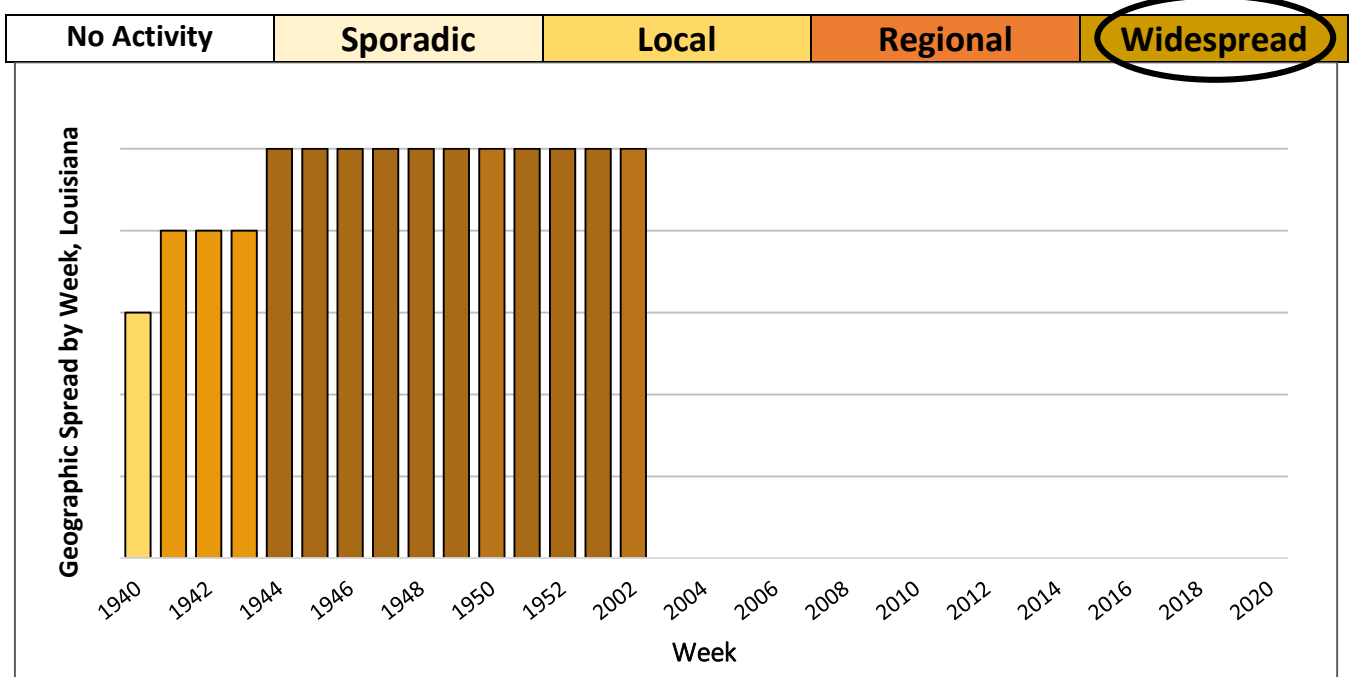 No Activity Sporadic Local Regional Widespread
Geographic Spread by Week, Louisiana
1940 1942 1944 1946 1948 1950 1952 2002 2004 2006 2008 2010 2012 2014 2016 2018 2020
Week